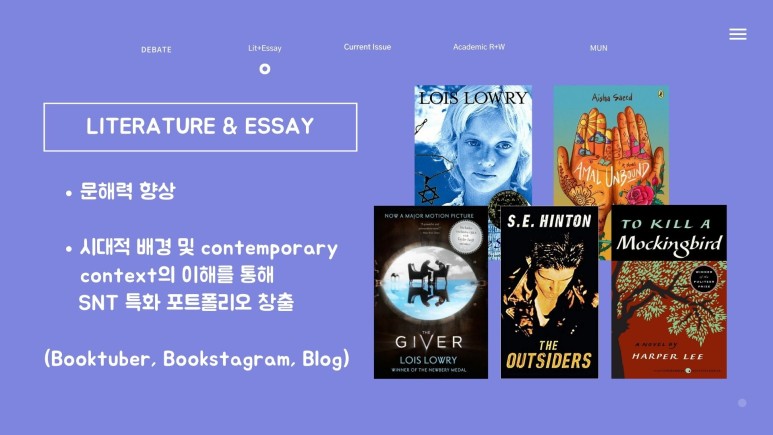 DEBATE
Lit+Essay
Current Issue
Academic R+W
MUN
LITERATURE & ESSAY
• 문해력 향상
• 시대적 배경 및 contemporary
context의 이해를 통해
SNT 특화 포트폴리오 창출
(Booktuber, Bookstagram, Blog)
LOIS LOWRY
Aisha Saeed
AMAL UNBOUND
NOW A MAJOR MOTION PICTURE
THE
GIVER
LOIS LOWRY
WINNER OF THE NEWBERY MEDAL
S.E. HINTON
THE
OUTSIDERS
TO KILL A
Mockingbird
WINNER
OF THE
PULITZER
PRIZE
A NOVEL BY
HARPER LEE